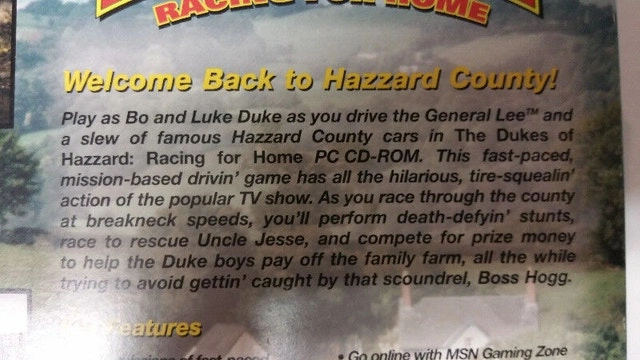 RACING FOR HOME
Welcome Back to Hazzard County!
Play as Bo and Luke Duke as you drive the General Lee™ and
a slew of famous Hazzard County cars in The Dukes of
Hazzard: Racing for Home PC CD-ROM. This fast-paced,
mission-based drivin' game has all the hilarious, tire-squealin'
action of the popular TV show. As you race through the county
at breakneck speeds, you'll perform death-defyin' stunts,
race to rescue Uncle Jesse, and compete for prize money
to help the Duke boys pay off the family farm, all the while
trying to avoid gettin' caught by that scoundrel, Boss Hogg.
Features
of fast-paced
• Go online with MSN Gaming Zone